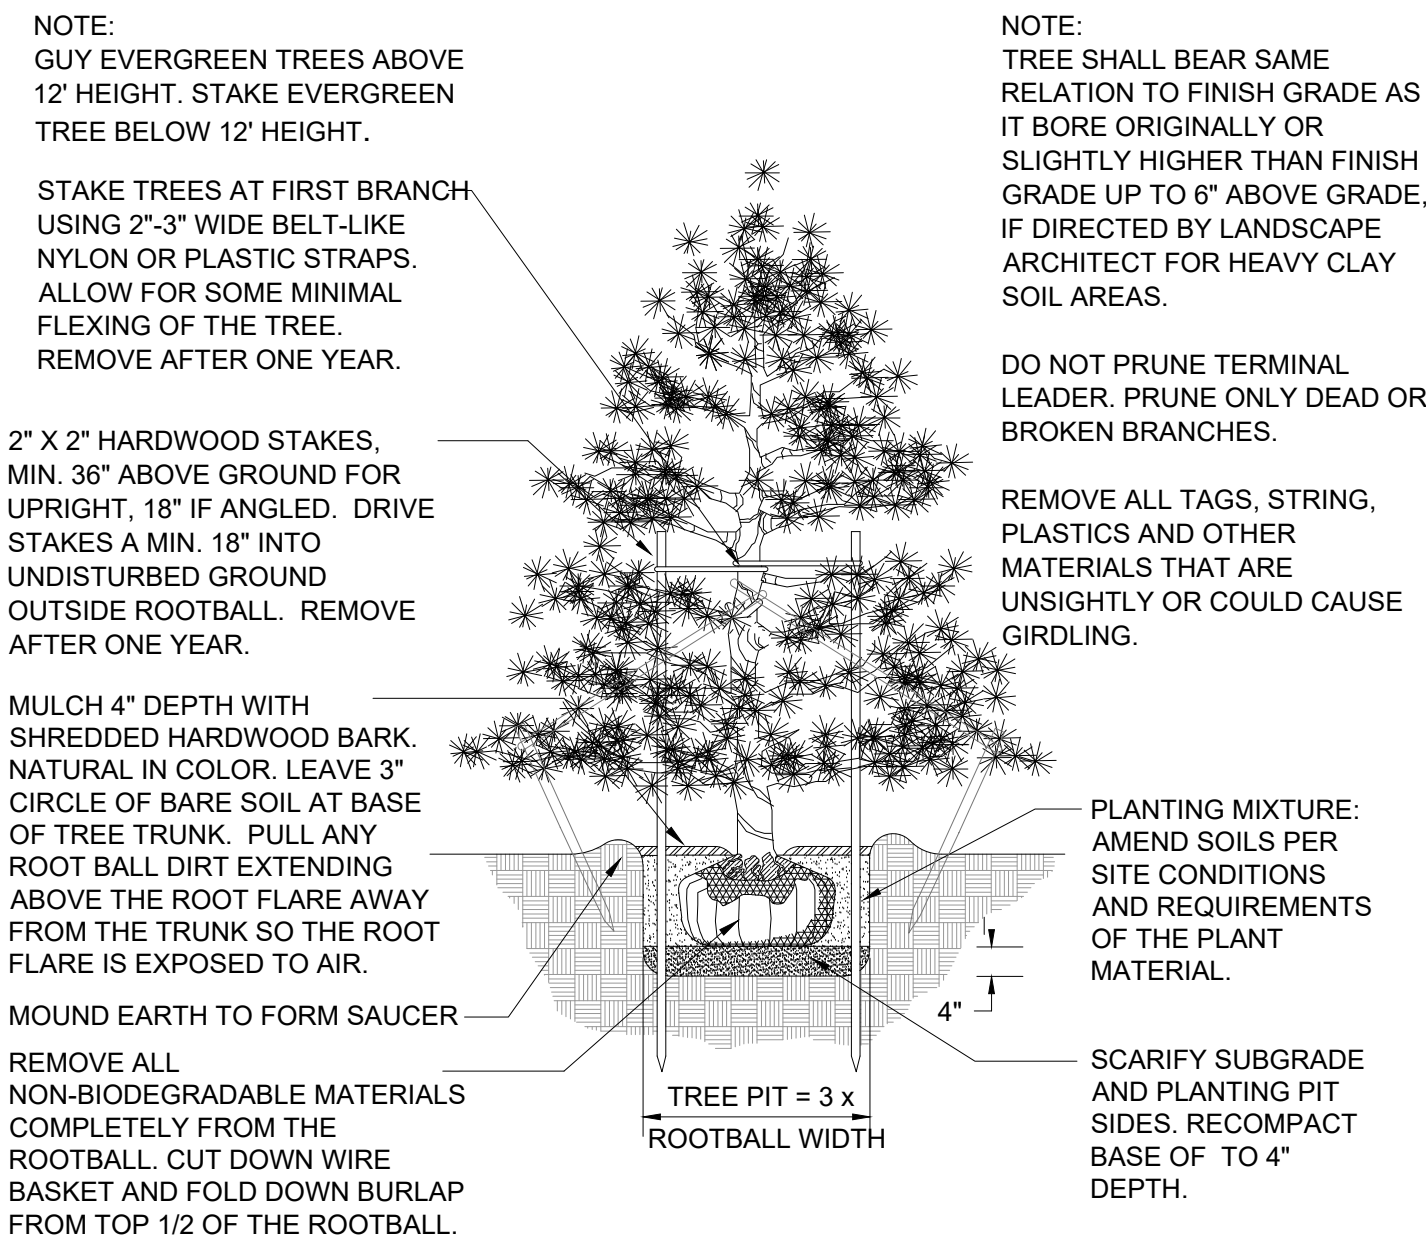 NOTE:
GUY EVERGREEN TREES ABOVE
12' HEIGHT. STAKE EVERGREEN
TREE BELOW 12' HEIGHT.
STAKE TREES AT FIRST BRANCH
USING 2"-3" WIDE BELT-LIKE
NYLON OR PLASTIC STRAPS.
ALLOW FOR SOME MINIMAL
FLEXING OF THE TREE.
REMOVE AFTER ONE YEAR.
2" X 2" HARDWOOD STAKES,
MIN. 36" ABOVE GROUND FOR
UPRIGHT, 18" IF ANGLED.  DRIVE
STAKES A MIN. 18" INTO
UNDISTURBED GROUND
OUTSIDE ROOTBALL.  REMOVE
AFTER ONE YEAR.
MULCH 4" DEPTH WITH
SHREDDED HARDWOOD BARK.
NATURAL IN COLOR. LEAVE 3"
CIRCLE OF BARE SOIL AT BASE
OF TREE TRUNK.  PULL ANY
ROOT BALL DIRT EXTENDING
ABOVE THE ROOT FLARE AWAY
FROM THE TRUNK SO THE ROOT
FLARE IS EXPOSED TO AIR.
MOUND EARTH TO FORM SAUCER
REMOVE ALL
NON-BIODEGRADABLE MATERIALS
COMPLETELY FROM THE
ROOTBALL. CUT DOWN WIRE
BASKET AND FOLD DOWN BURLAP
FROM TOP 1/2 OF THE ROOTBALL.
TREE PIT = 3 x
ROOTBALL WIDTH
NOTE:
TREE SHALL BEAR SAME
RELATION TO FINISH GRADE AS
IT BORE ORIGINALLY OR
SLIGHTLY HIGHER THAN FINISH
GRADE UP TO 6" ABOVE GRADE,
IF DIRECTED BY LANDSCAPE
ARCHITECT FOR HEAVY CLAY
SOIL AREAS.
DO NOT PRUNE TERMINAL
LEADER. PRUNE ONLY DEAD OR
BROKEN BRANCHES.
REMOVE ALL TAGS, STRING,
PLASTICS AND OTHER
MATERIALS THAT ARE
UNSIGHTLY OR COULD CAUSE
GIRDLING.
PLANTING MIXTURE:
AMEND SOILS PER
SITE CONDITIONS
AND REQUIREMENTS
OF THE PLANT
MATERIAL.
4"
SCARIFY SUBGRADE
AND PLANTING PIT
SIDES. RECOMPACT
BASE OF  TO 4"
DEPTH.